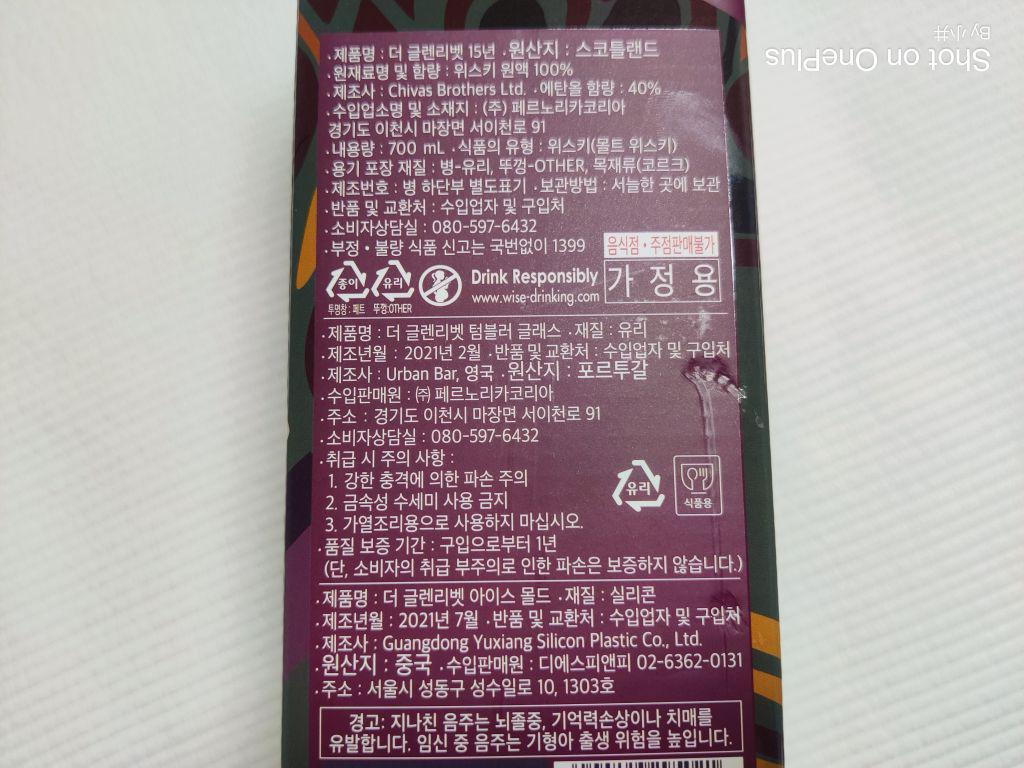 ·제품명 : 더 글렌리벳 15년 ·원산지 : 스코틀랜드
·원재료명 및 함량 : 위스키 원액 100%
·제조사 : Chivas Brothers Ltd. ·에탄올 함량 : 40%
·수입업소명 및 소재지 : (주) 페르노리카코리아
경기도 이천시 마장면 서이천로 91
·내용량 : 700 mL ·식품의 유형 : 위스키(몰트 위스키)
·용기 포장 재질 : 병-유리, 뚜껑-OTHER, 목재류(코르크)
·제조번호 : 병 하단부 별도표기 ·보관방법 : 서늘한 곳에 보관
·반품 및 교환처 : 수입업자 및 구입처
·소비자상담실 : 080-597-6432
·부정·불량 식품 신고는 국번없이 1399
음식점·주점판매불가
가정용
종이
유리
Drink Responsibly
www.wise-drinking.com
투명창:페트 뚜껑:OTHER
·제품명 : 더 글렌리벳 텀블러 글래스 ·재질 : 유리
·제조년월 : 2021년 2월 ·반품 및 교환처 : 수입업자 및 구입처
·제조사 : Urban Bar, 영국 ·원산지 : 포르투갈
·수입판매원 : ㈜ 페르노리카코리아
·주소 : 경기도 이천시 마장면 서이천로 91
·소비자상담실 : 080-597-6432
·취급 시 주의 사항 :
1. 강한 충격에 의한 파손 주의
2. 금속성 수세미 사용 금지
3. 가열조리용으로 사용하지 마십시오.
유리
식품용
·품질 보증 기간 : 구입으로부터 1년
(단, 소비자의 취급 부주의로 인한 파손은 보증하지 않습니다.)
·제품명 : 더 글렌리벳 아이스 몰드 ·재질 : 실리콘
·제조년월 : 2021년 7월 ·반품 및 교환처 : 수입업자 및 구입처
·제조사 : Guangdong Yuxiang Silicon Plastic Co., Ltd.
·원산지 : 중국 ·수입판매원 : 디에스피앤피 02-6362-0131
·주소 : 서울시 성동구 성수일로 10, 1303호
경고: 지나친 음주는 뇌졸중, 기억력손상이나 치매를
유발합니다. 임신 중 음주는 기형아 출생 위험을 높입니다.
Shot on OnePlus
By 小井